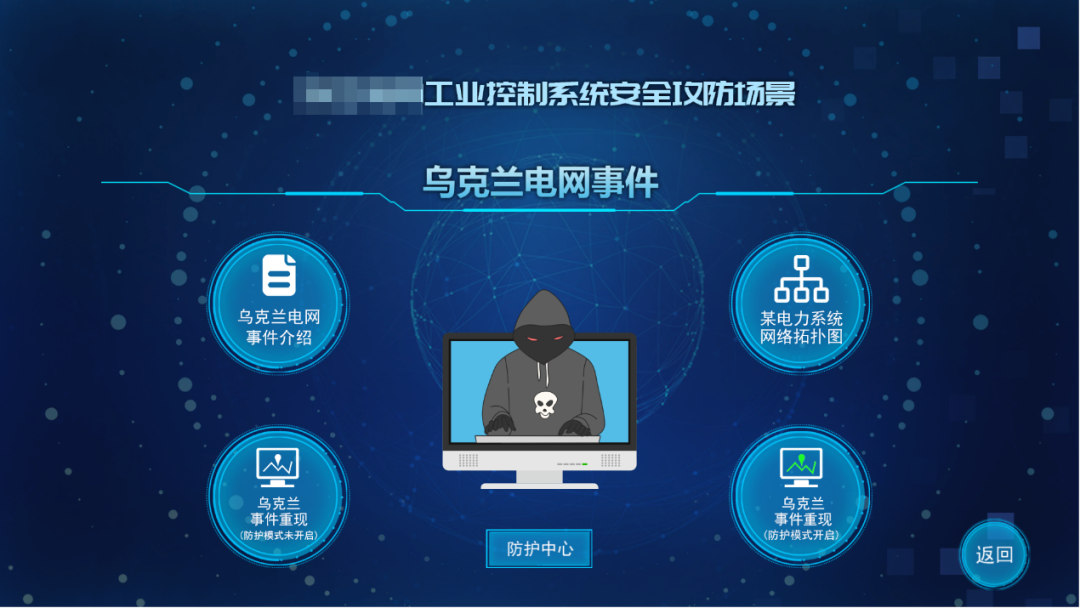 工业控制系统安全攻防场景
乌克兰电网事件
乌克兰电网
事件介绍
某电力系统
网络拓扑图
乌克兰
事件重现
(防护模式未开启)
乌克兰
事件重现
(防护模式开启)
防护中心
返回